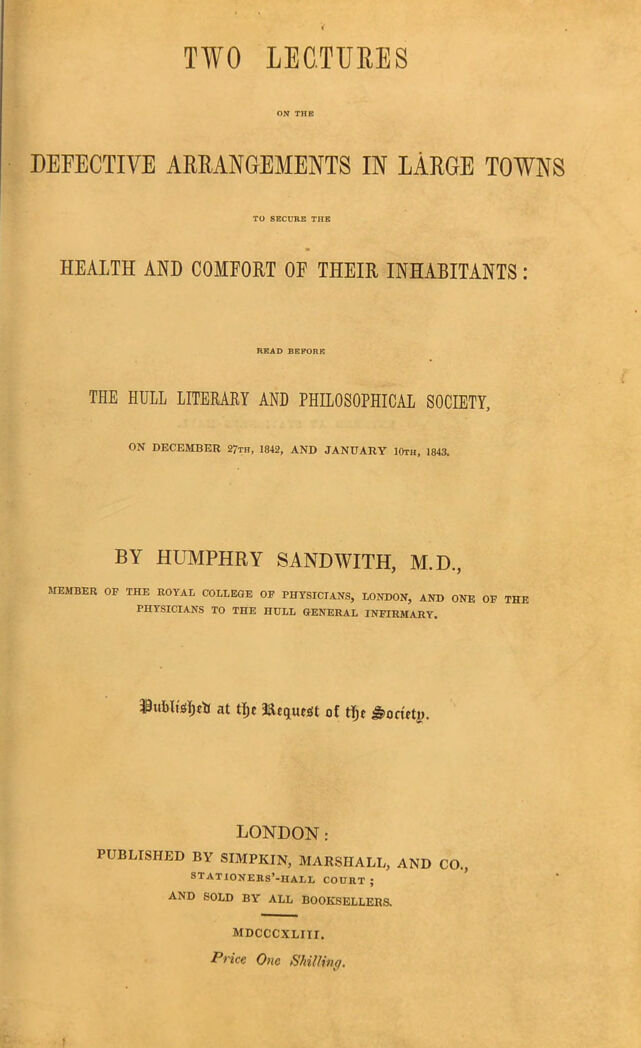 TWO LECTURES
ON THE
DEFECTIVE ARRANGEMENTS IN LARGE TOWNS
TO SECURE THE
HEALTH AND COMFORT OF THEIR INHABITANTS :
READ BEFORE
THE HULL LITERARY AND PHILOSOPHICAL SOCIETY,
ON DECEMBER 27TH, 1842, AND JANUARY 10TH, 1843.
BY HUMPHRY SANDWITH, M.D.,
MEMBER OF THE ROYAL COLLEGE OF PHYSICIANS, LONDON, AND ONE OF THE
PHYSICIANS TO THE HULL GENERAL INFIRMARY.
Published at the Request of the Society.
LONDON :
PUBLISHED BY SIMPKIN, MARSHALL, AND CO.,
STATIONERS'-HALL COURT ;
AND SOLD BY ALL BOOKSELLERS.
MDCCCXLIII.
Price One Shilling.